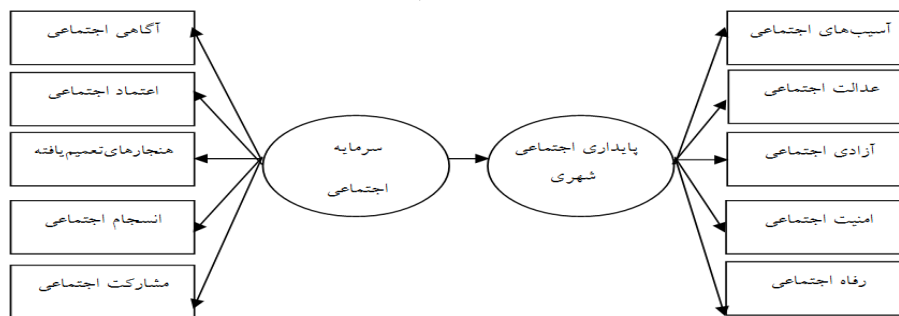 آگاهی اجتماعی
اعتماد اجتماعی
هنجارهای‌تعمیم‌یافته
انسجام اجتماعی
مشارکت اجتماعی
سرمایه
اجتماعی
پایداری اجتماعی
شهری
آسیب‌های اجتماعی
عدالت اجتماعی
آزادی اجتماعی
امنیت اجتماعی
رفاه اجتماعی